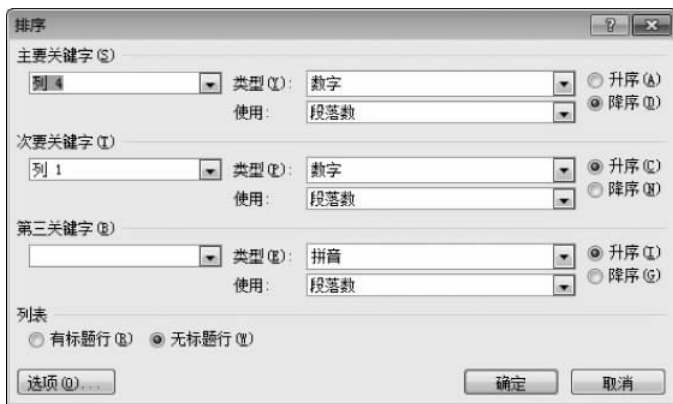 排序
主要关键字(S)
列 4 类型(Y): 数字 升序(A)
使用: 段落数 降序(D)
次要关键字(T)
列 1 类型(P): 数字 升序(C)
使用: 段落数 降序(N)
第三关键字(B)
类型(E): 拼音 升序(I)
使用: 段落数 降序(G)
列表
有标题行(R) 无标题行(W)
选项(O)... 确定 取消